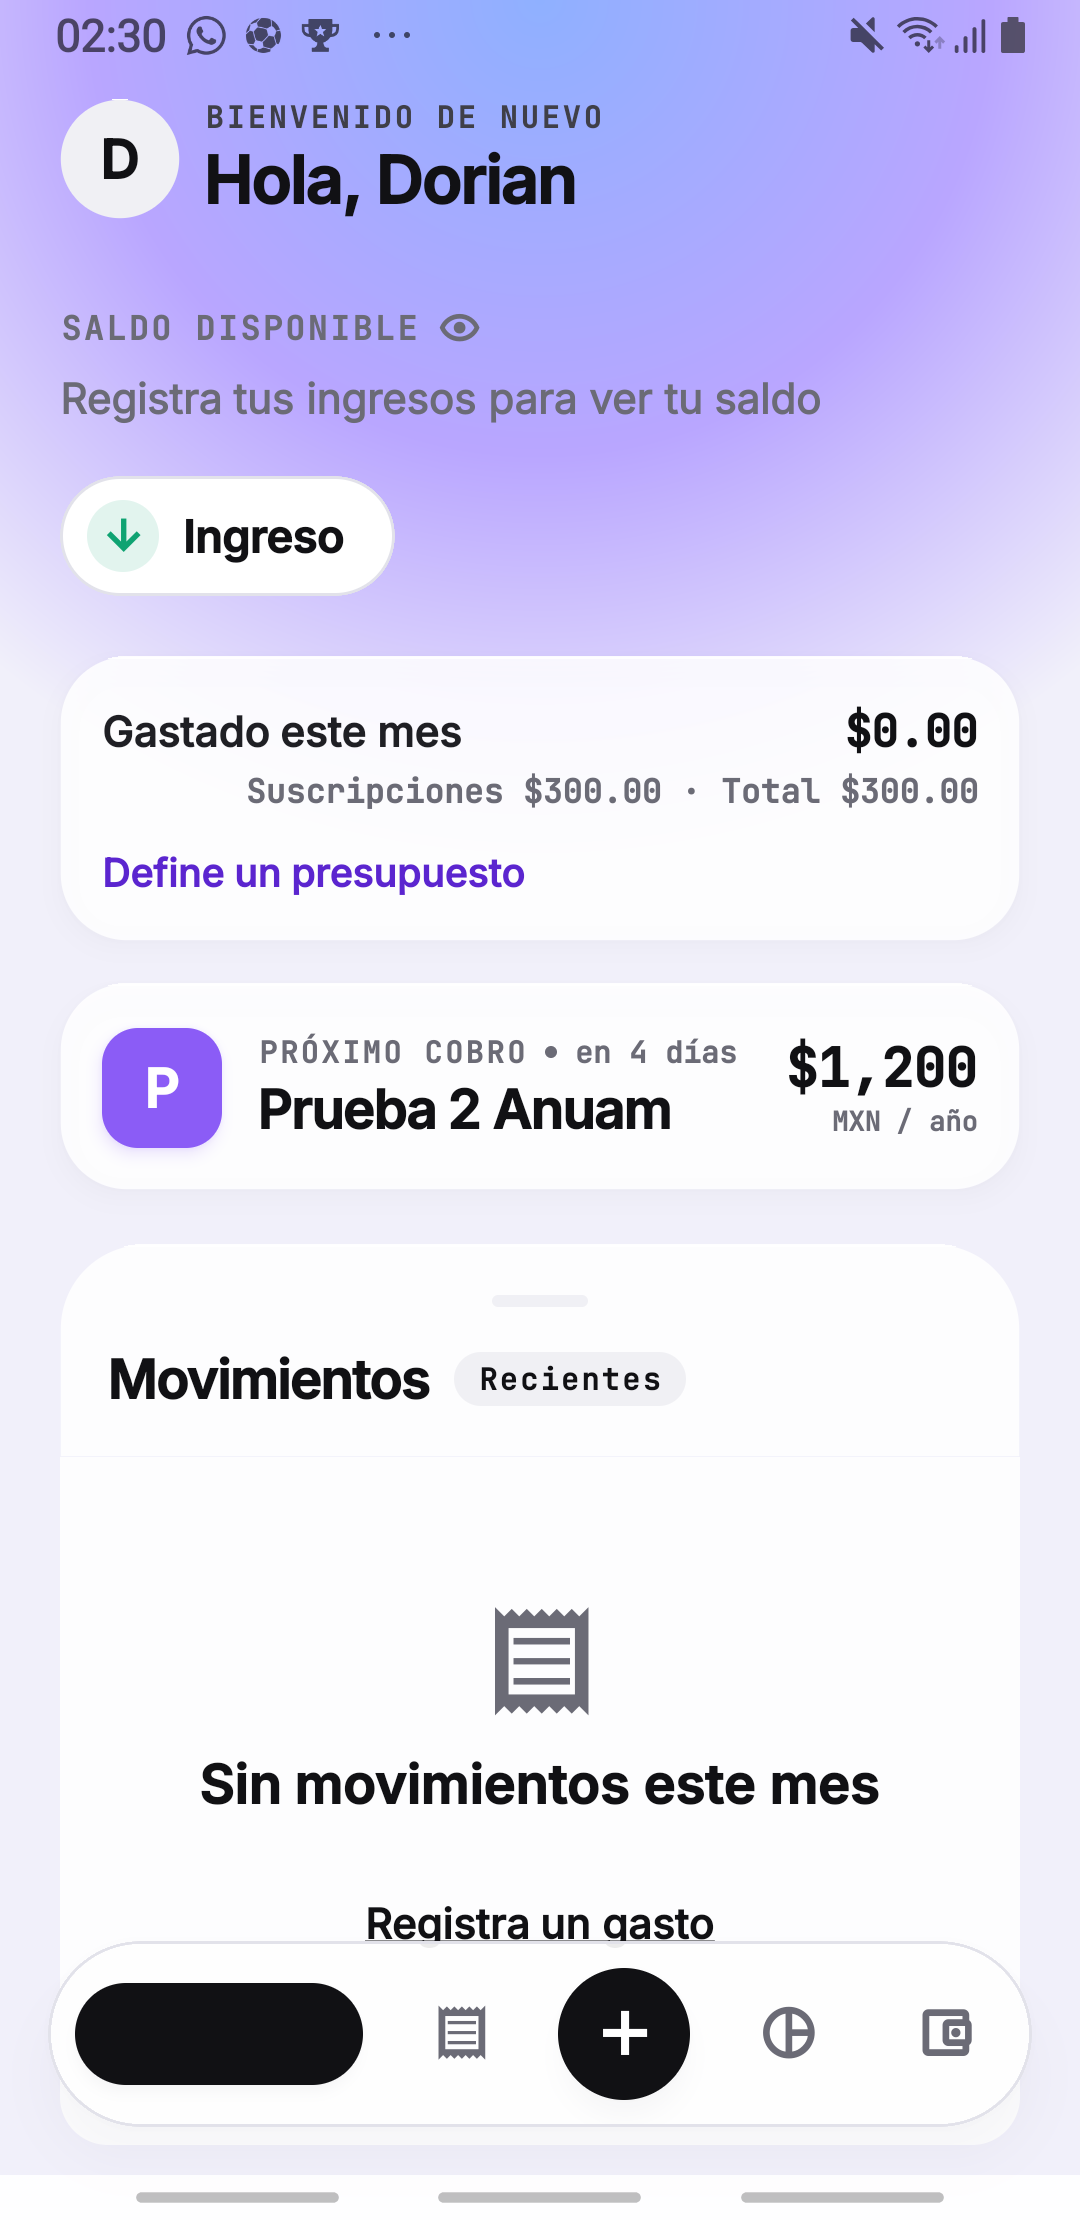 02:30
D
BIENVENIDO DE NUEVO
Hola, Dorian
SALDO DISPONIBLE
Registra tus ingresos para ver tu saldo
Ingreso
Gastado este mes $0.00
Suscripciones $300.00 · Total $300.00
Define un presupuesto
P
PRÓXIMO COBRO • en 4 días
Prueba 2 Anuam
$1,200
MXN / año
Movimientos Recientes
Sin movimientos este mes
Registra un gasto